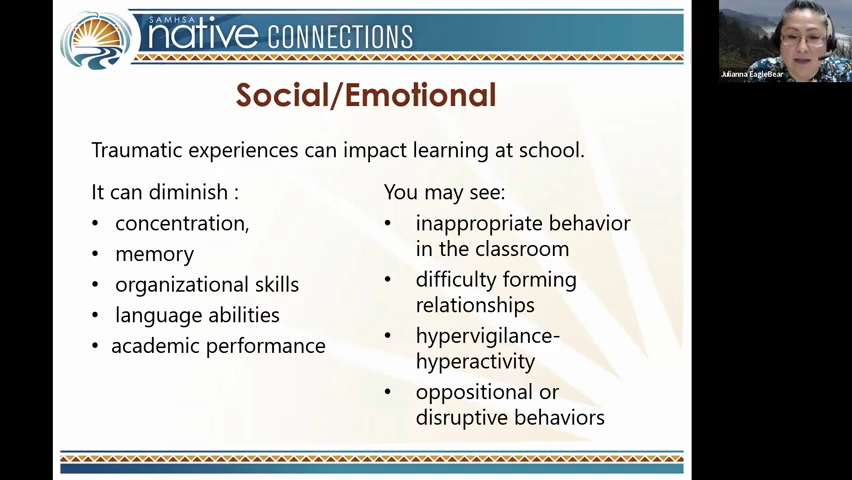 SAMHSA
native CONNECTIONS
Julianna EagleBear
Social/Emotional
Traumatic experiences can impact learning at school.
It can diminish :
• concentration,
• memory
• organizational skills
• language abilities
• academic performance
You may see:
• inappropriate behavior
in the classroom
• difficulty forming
relationships
• hypervigilance-
hyperactivity
• oppositional or
disruptive behaviors